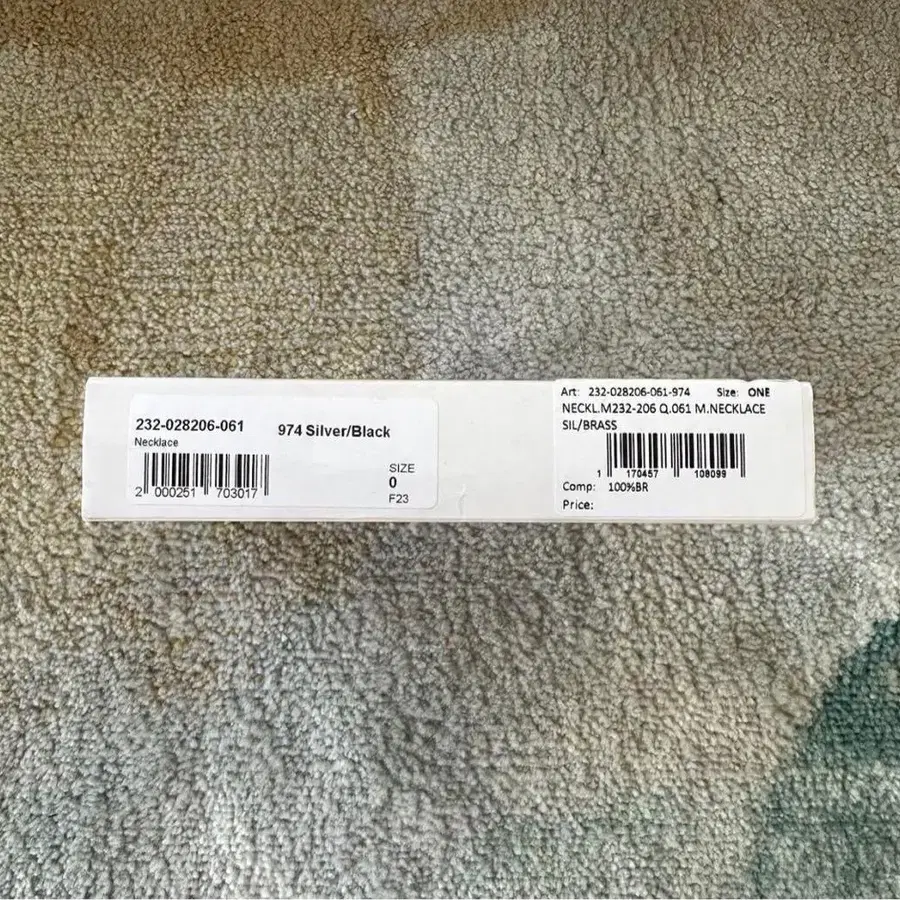 232-028206-061 974 Silver/Black
Necklace
2 000251 703017
SIZE
0
F23
Art: 232-028206-061-974 Size: ONE
NECKL.M232-206 Q.061 M.NECKLACE
SIL/BRASS
1 170457 108099
Comp: 100%BR
Price: